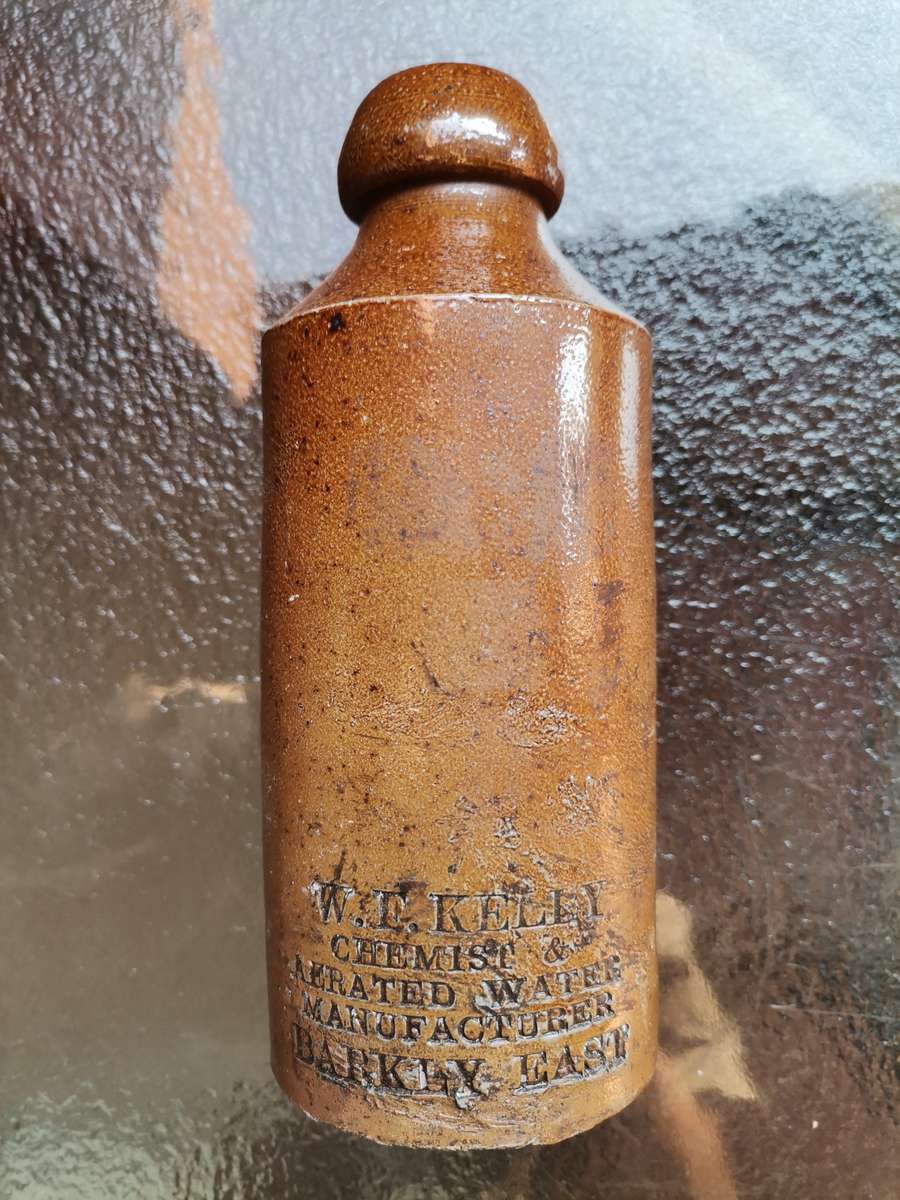 W. F. KELLY
CHEMIST &
AERATED WATER
MANUFACTURER
BARKLY EAST